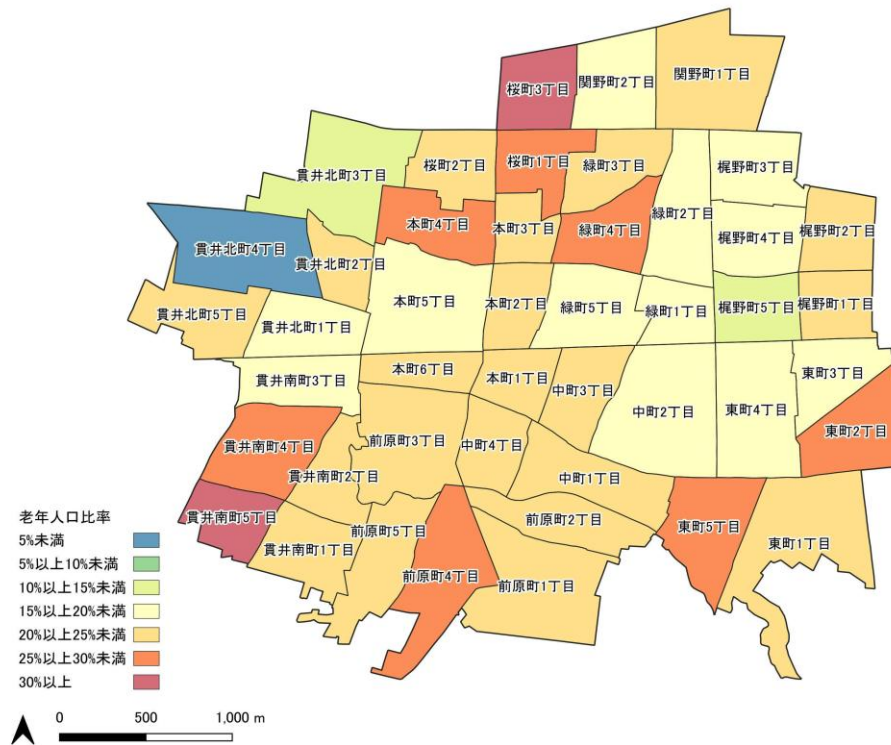 関野町1丁目
関野町2丁目
桜町3丁目
貫井北町3丁目
桜町2丁目
桜町1丁目
緑町3丁目
梶野町3丁目
緑町2丁目
本町4丁目
本町3丁目
緑町4丁目
梶野町4丁目
梶野町2丁目
貫井北町4丁目
貫井北町2丁目
貫井北町5丁目
貫井北町1丁目
本町5丁目
本町2丁目
緑町5丁目
緑町1丁目
梶野町5丁目
梶野町1丁目
貫井南町3丁目
本町6丁目
本町1丁目
中町3丁目
中町2丁目
東町4丁目
東町3丁目
東町2丁目
貫井南町4丁目
前原町3丁目
中町4丁目
貫井南町2丁目
中町1丁目
貫井南町5丁目
前原町5丁目
前原町2丁目
東町5丁目
東町1丁目
貫井南町1丁目
前原町4丁目
前原町1丁目
老年人口比率
5%未満
5%以上10%未満
10%以上15%未満
15%以上20%未満
20%以上25%未満
25%以上30%未満
30%以上
0 500 1,000 m